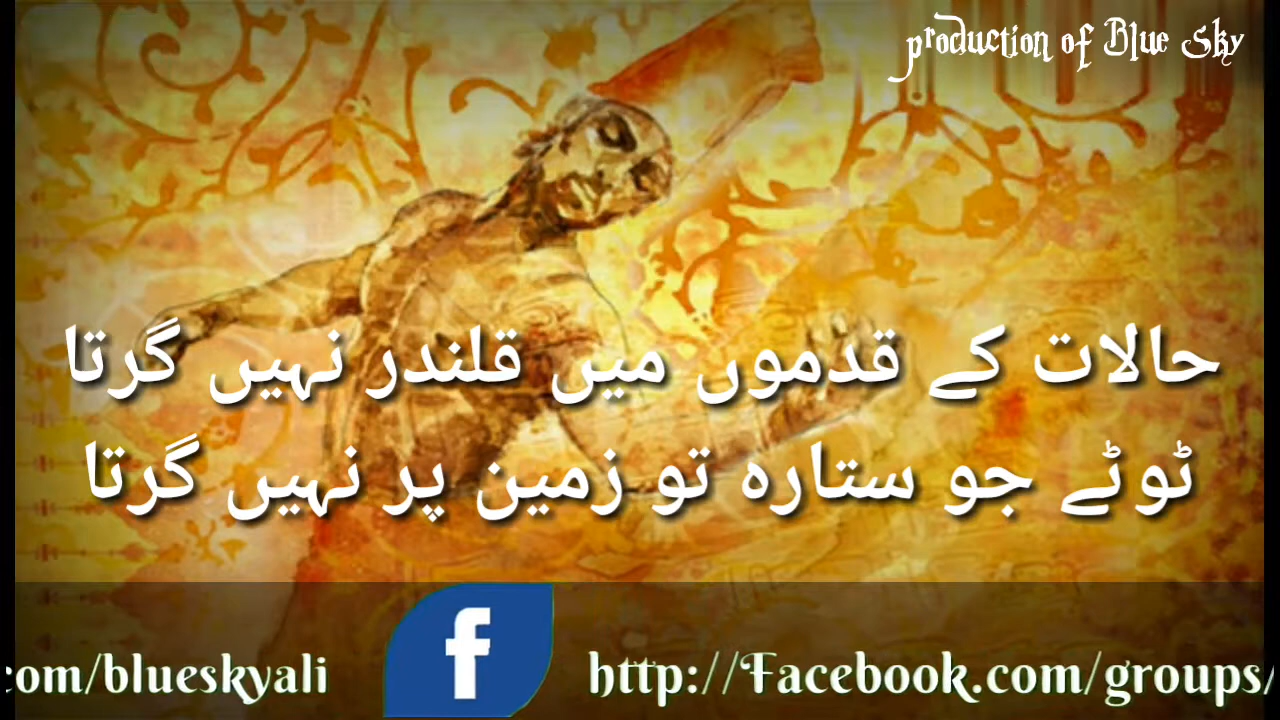 production of Blue Sky
حالات کے قدموں میں قلندر نہیں گرتا
ٹوٹے جو ستارہ تو زمین پر نہیں گرتا
com/blueskyali
f
http://Facebook.com/groups/